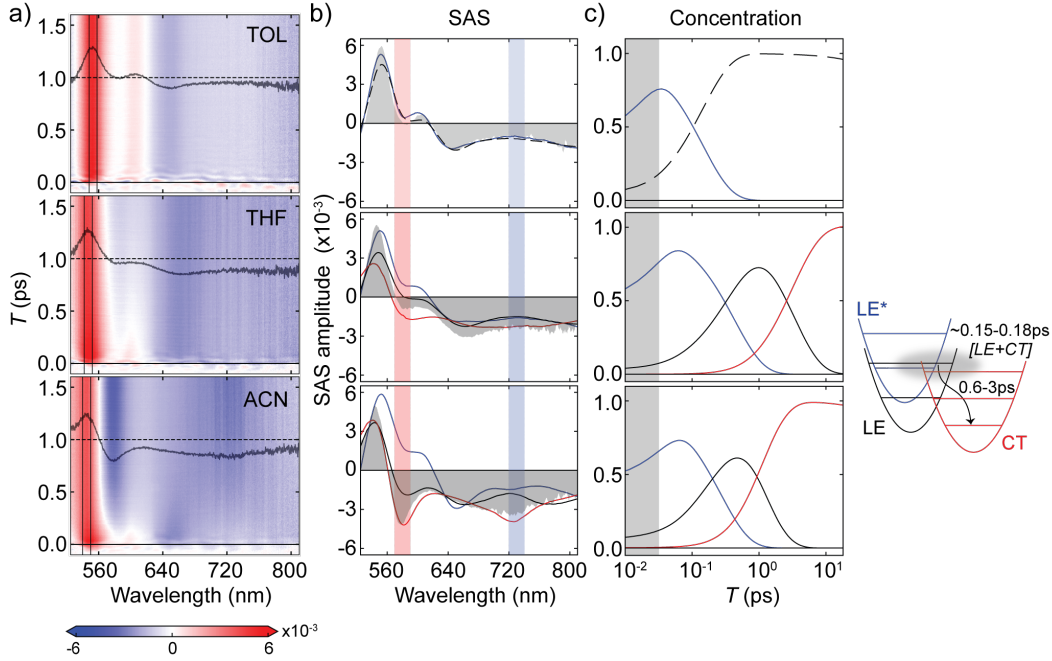 a)
TOL
1.5
1.0
0.5
0.0
THF
1.5
1.0
0.5
0.0
ACN
1.5
1.0
0.5
0.0
T (ps)
560 640 720 800
Wavelength (nm)
x10⁻³
-6 0 6
b) SAS
6
3
0
-3
-6
6
3
0
-3
-6
6
3
0
-3
-6
SAS amplitude (x10⁻³)
560 640 720 800
Wavelength (nm)
c) Concentration
1.0
0.5
0.0
1.0
0.5
0.0
1.0
0.5
0.0
10⁻² 10⁻¹ 10⁰ 10¹
T (ps)
LE*
~0.15-0.18ps
[LE+CT]
0.6-3ps
LE
CT